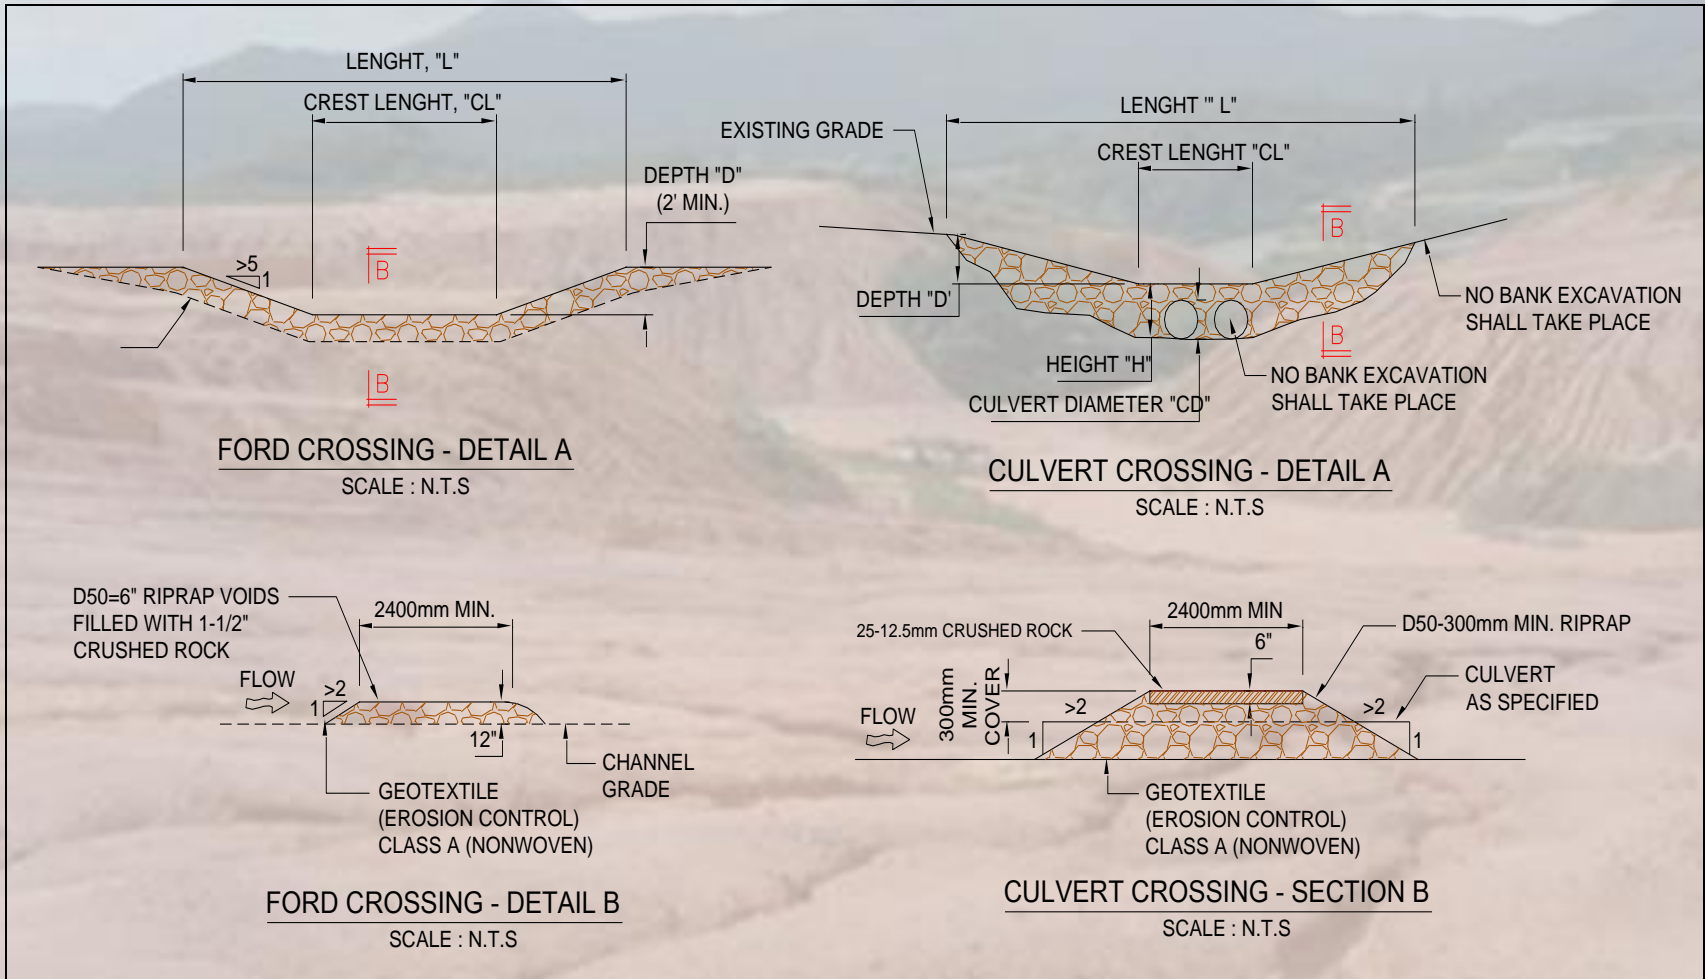 LENGHT, "L"
CREST LENGHT, "CL"
DEPTH "D"
(2' MIN.)
>5
1
B
B
FORD CROSSING - DETAIL A
SCALE : N.T.S
LENGHT '" L"
EXISTING GRADE
CREST LENGHT "CL"
B
DEPTH "D'
NO BANK EXCAVATION
SHALL TAKE PLACE
B
HEIGHT "H"
NO BANK EXCAVATION
SHALL TAKE PLACE
CULVERT DIAMETER "CD"
CULVERT CROSSING - DETAIL A
SCALE : N.T.S
D50=6" RIPRAP VOIDS
FILLED WITH 1-1/2"
CRUSHED ROCK
2400mm MIN.
FLOW
>2
1
12"
CHANNEL
GRADE
GEOTEXTILE
(EROSION CONTROL)
CLASS A (NONWOVEN)
FORD CROSSING - DETAIL B
SCALE : N.T.S
2400mm MIN
25-12.5mm CRUSHED ROCK
6"
D50-300mm MIN. RIPRAP
CULVERT
AS SPECIFIED
300mm
MIN.
COVER
>2
>2
FLOW
1
1
GEOTEXTILE
(EROSION CONTROL)
CLASS A (NONWOVEN)
CULVERT CROSSING - SECTION B
SCALE : N.T.S